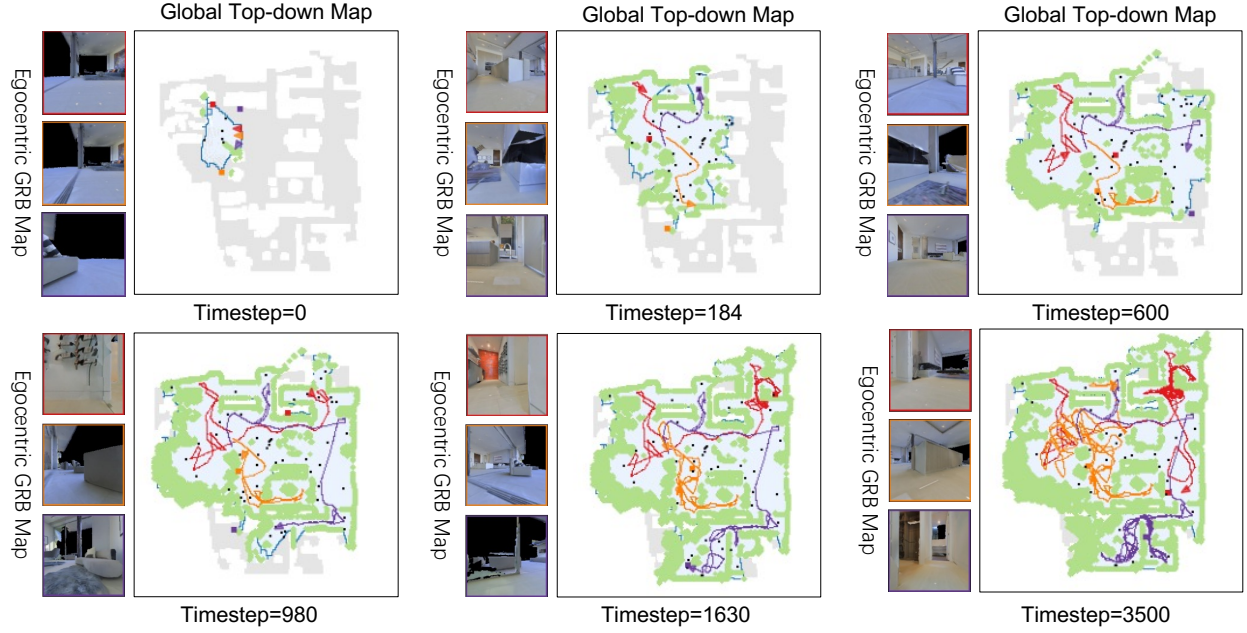 Global Top-down Map
Global Top-down Map
Global Top-down Map
Egocentric GRB Map
Egocentric GRB Map
Egocentric GRB Map
Timestep=0
Timestep=184
Timestep=600
Egocentric GRB Map
Egocentric GRB Map
Egocentric GRB Map
Timestep=980
Timestep=1630
Timestep=3500